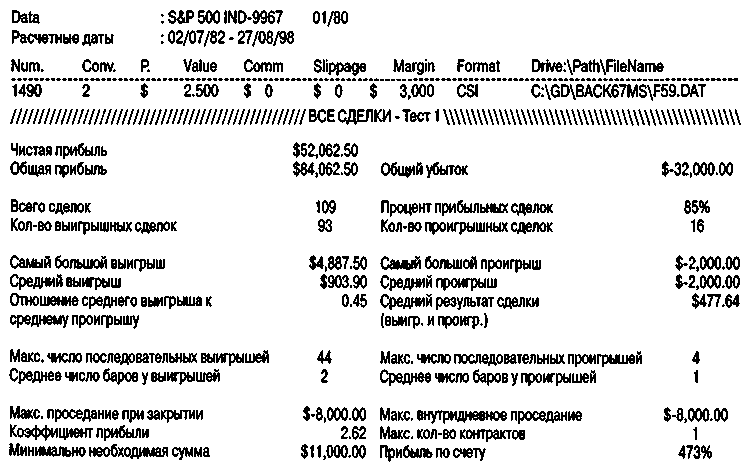 Data : S&P 500 IND-9967 01/80
Расчетные даты : 02/07/82 - 27/08/98
Num. Conv. P. Value Comm Slippage Margin Format Drive:\Path\FileName
1490 2 $ 2.500 $ 0 $ 0 $ 3,000 CSI C:\GD\BACK67MS\F59.DAT
//////////////////////////////////////////////// ВСЕ СДЕЛКИ - Тест 1 \\\\\\\\\\\\\\\\\\\\\\\\\\\\\\\\\\\\\\\\\\\\\\\\
Чистая прибыль $52,062.50
Общая прибыль $84,062.50 Общий убыток $-32,000.00
Всего сделок 109 Процент прибыльных сделок 85%
Кол-во выигрышных сделок 93 Кол-во проигрышных сделок 16
Самый большой выигрыш $4,887.50 Самый большой проигрыш $-2,000.00
Средний выигрыш $903.90 Средний проигрыш $-2,000.00
Отношение среднего выигрыша к 0.45 Средний результат сделки $477.64
среднему проигрышу (выигр. и проигр.)
Макс. число последовательных выигрышей 44 Макс. число последовательных проигрышей 4
Среднее число баров у выигрышей 2 Среднее число баров у проигрышей 1
Макс. проседание при закрытии $-8,000.00 Макс. внутридневное проседание $-8,000.00
Коэффициент прибыли 2.62 Макс. кол-во контрактов 1
Минимально необходимая сумма $11,000.00 Прибыль по счету 473%